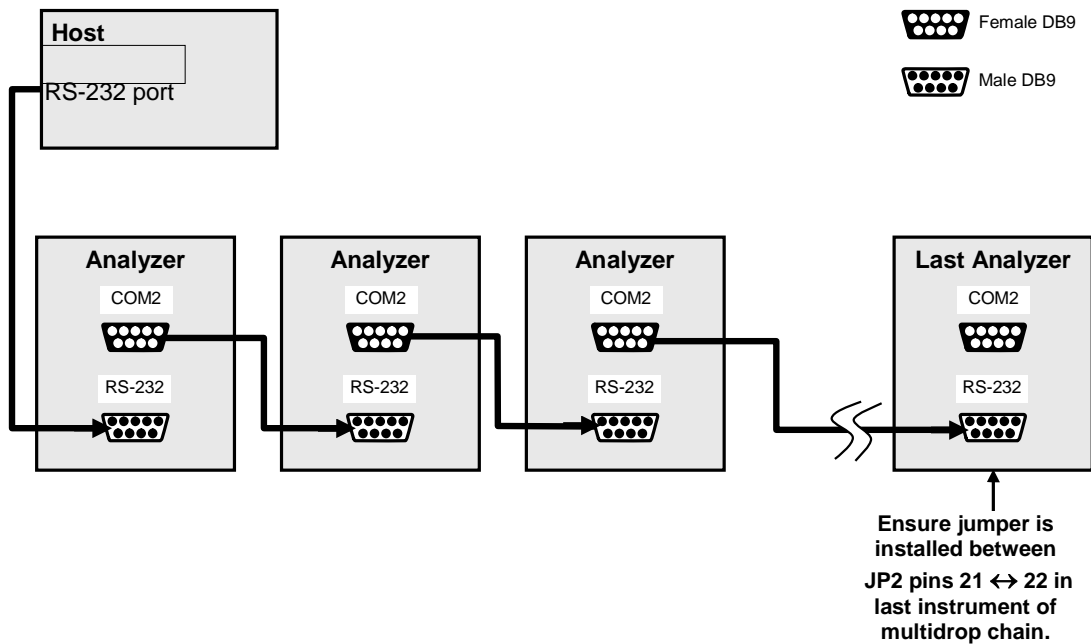 Host
RS-232 port
Female DB9
Male DB9
Analyzer
COM2
RS-232
Analyzer
COM2
RS-232
Analyzer
COM2
RS-232
Last Analyzer
COM2
RS-232
Ensure jumper is
installed between
JP2 pins 21 ↔ 22 in
last instrument of
multidrop chain.